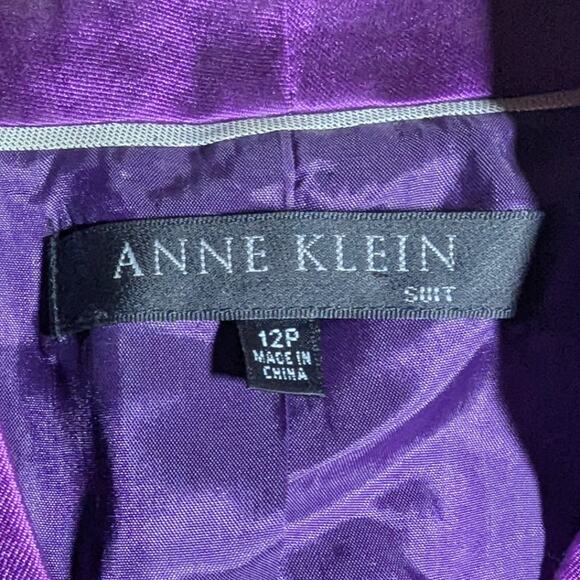 ANNE KLEIN
SUIT
12P
MADE IN
CHINA